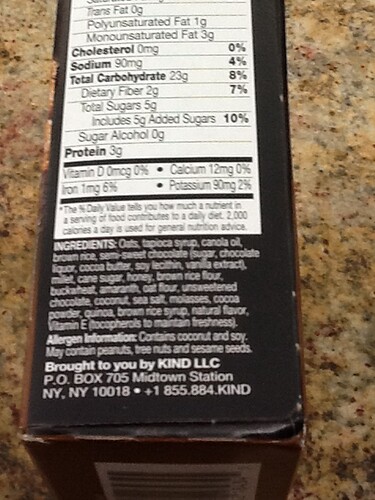 Trans Fat 0g
Polyunsaturated Fat 1g
Monounsaturated Fat 3g
Cholesterol 0mg 0%
Sodium 90mg 4%
Total Carbohydrate 23g 8%
Dietary Fiber 2g 7%
Total Sugars 5g
Includes 5g Added Sugars 10%
Sugar Alcohol 0g
Protein 3g
Vitamin D 0mcg 0% • Calcium 12mg 0%
Iron 1mg 6% • Potassium 90mg 2%
*The % Daily Value tells you how much a nutrient in
a serving of food contributes to a daily diet. 2,000
calories a day is used for general nutrition advice.
INGREDIENTS: Oats, tapioca syrup, canola oil,
brown rice, semi-sweet chocolate (sugar, chocolate
liquor, cocoa butter, soy lecithin, vanilla extract),
millet, cane sugar, honey, brown rice flour,
buckwheat, amaranth, oat flour, unsweetened
chocolate, coconut, sea salt, molasses, cocoa
powder, quinoa, brown rice syrup, natural flavor,
Vitamin E (tocopherols to maintain freshness).
Allergen Information: Contains coconut and soy.
May contain peanuts, tree nuts and sesame seeds.
Brought to you by KIND LLC
P.O. BOX 705 Midtown Station
NY, NY 10018 • +1 855.884.KIND